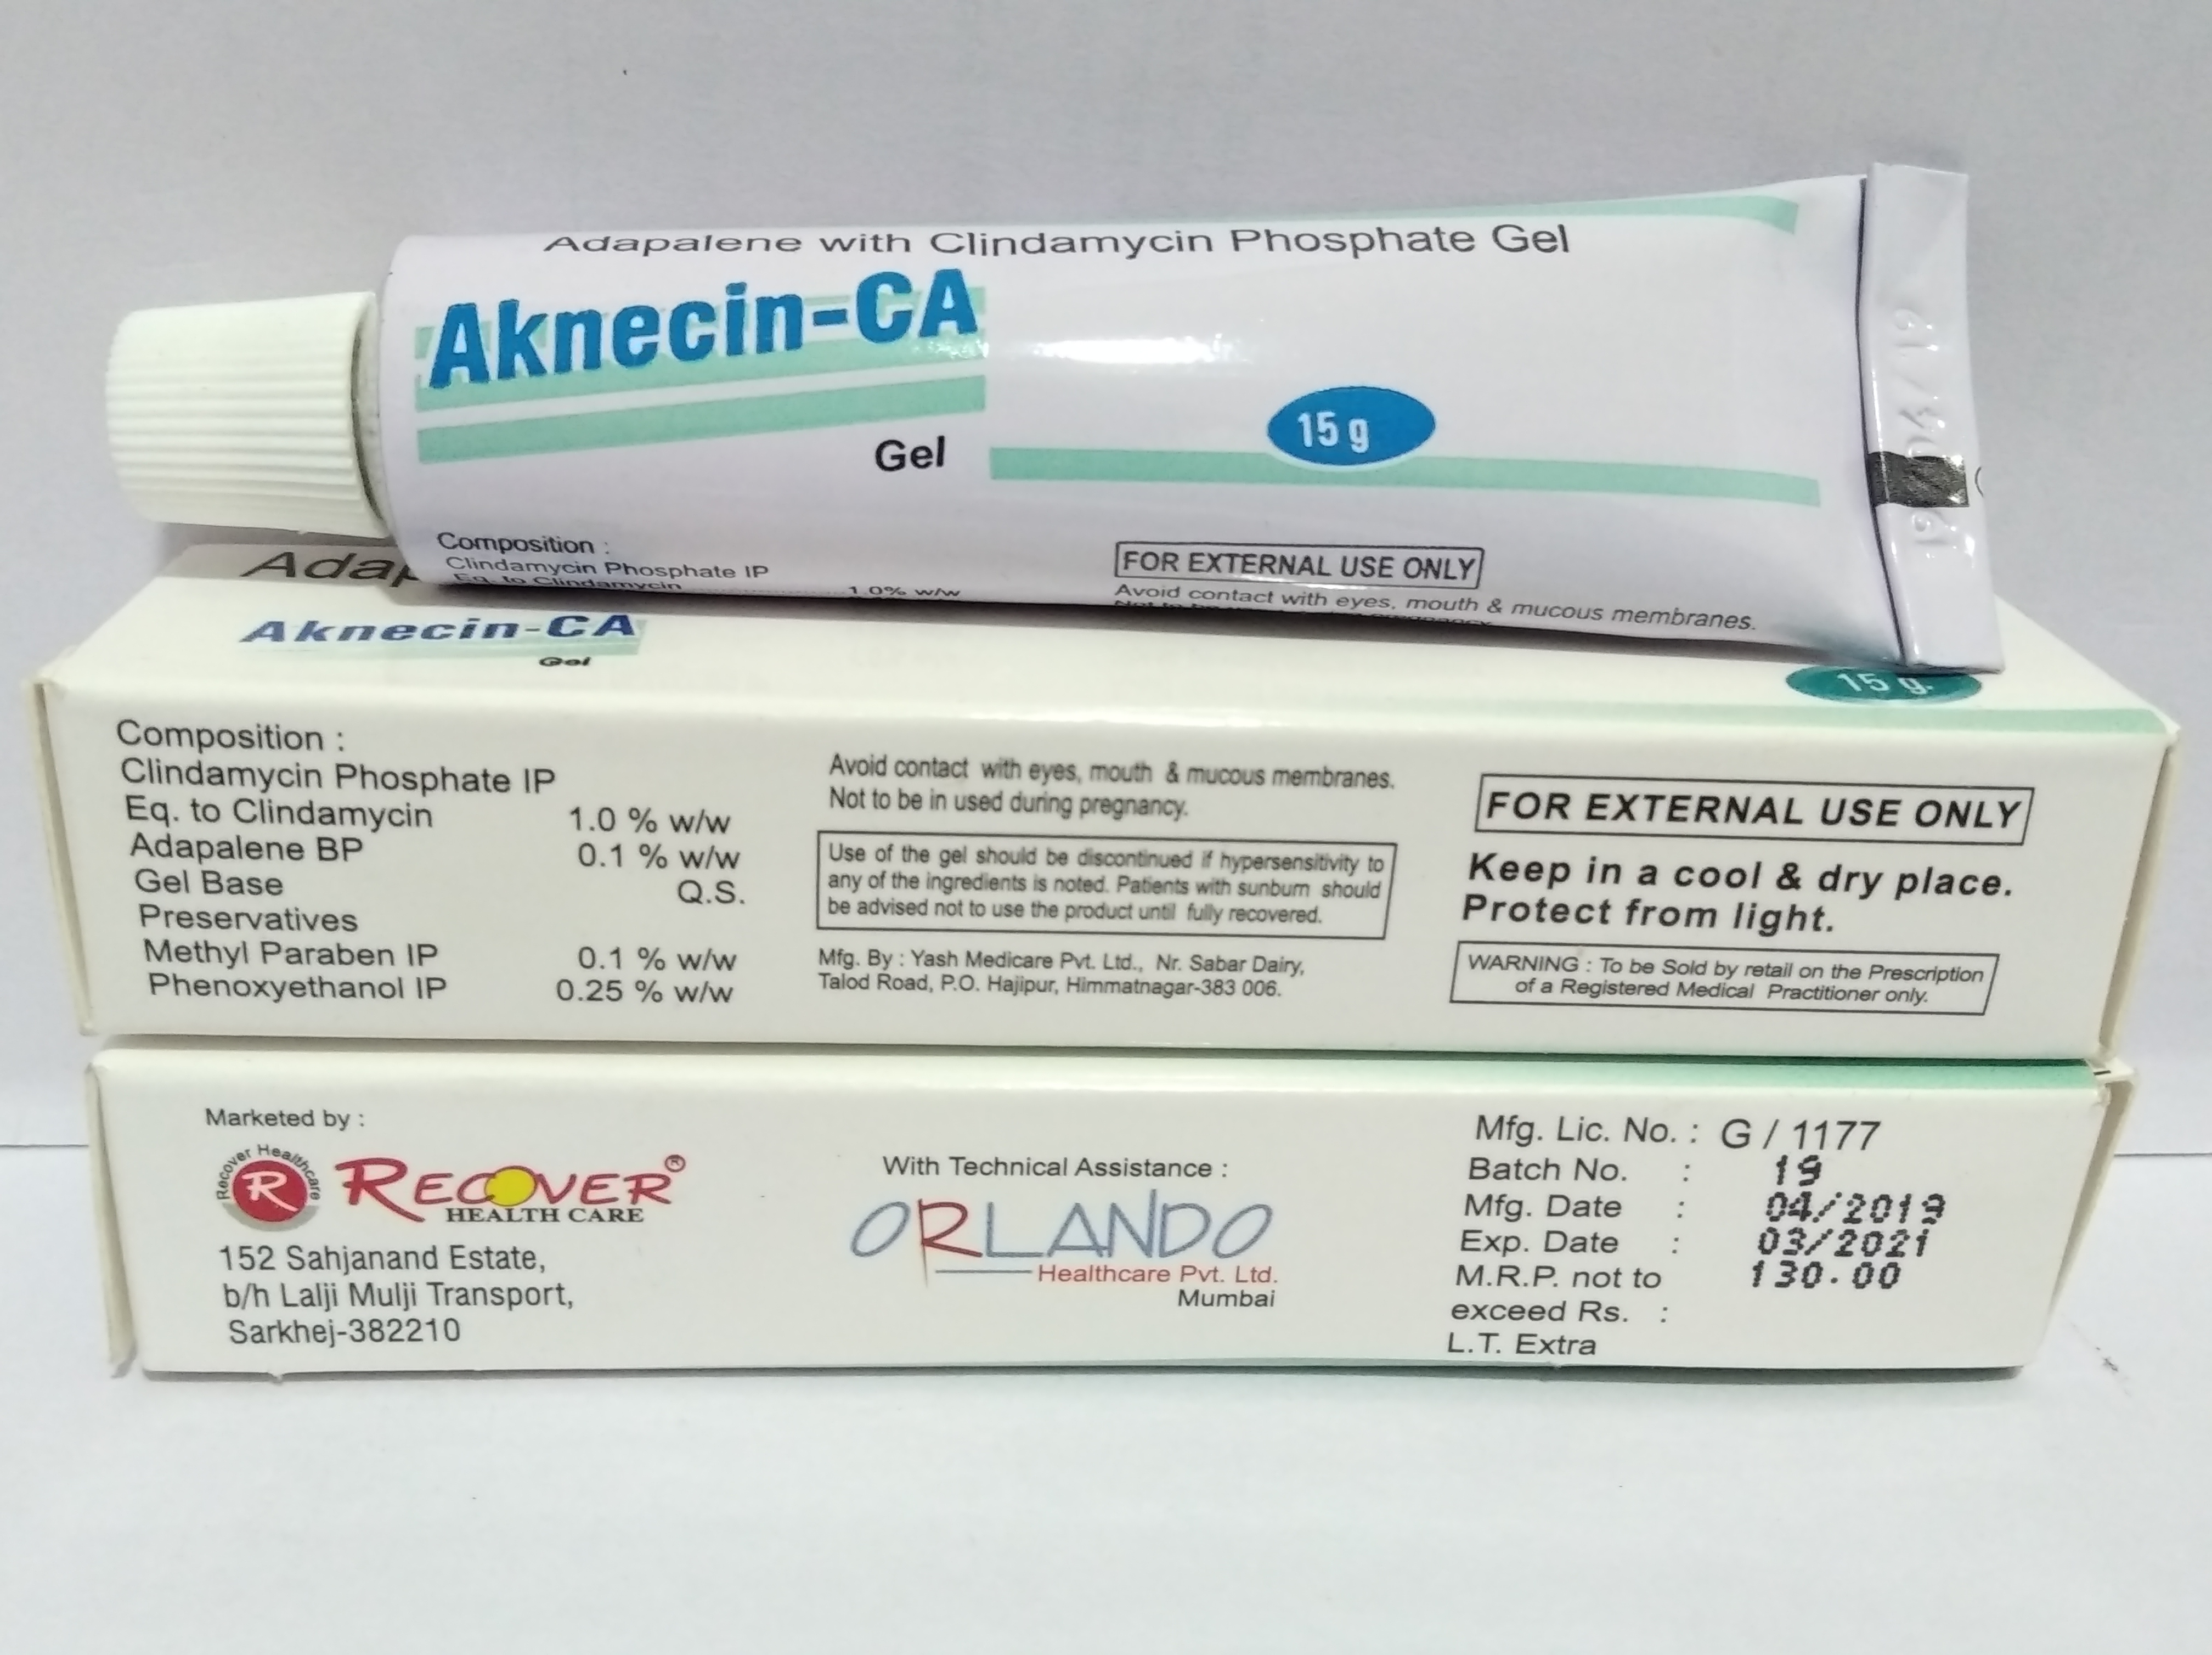 Adapalene with Clindamycin Phosphate Gel
Aknecin-CA
Gel
15 g
Composition :
Clindamycin Phosphate IP
Eq. to Clindamycin 1.0% w/w
FOR EXTERNAL USE ONLY
Avoid contact with eyes, mouth & mucous membranes.
04/19
Adap
Aknecin-CA
Gel
15 g.
Composition :
Clindamycin Phosphate IP
Eq. to Clindamycin 1.0 % w/w
Adapalene BP 0.1 % w/w
Gel Base Q.S.
Preservatives
Methyl Paraben IP 0.1 % w/w
Phenoxyethanol IP 0.25 % w/w
Avoid contact with eyes, mouth & mucous membranes.
Not to be in used during pregnancy.
Use of the gel should be discontinued if hypersensitivity to
any of the ingredients is noted. Patients with sunburn should
be advised not to use the product until fully recovered.
Mfg. By : Yash Medicare Pvt. Ltd., Nr. Sabar Dairy,
Talod Road, P.O. Hajipur, Himmatnagar-383 006.
FOR EXTERNAL USE ONLY
Keep in a cool & dry place.
Protect from light.
WARNING : To be Sold by retail on the Prescription
of a Registered Medical Practitioner only.
Marketed by :
Recover Healthcare
R
RECOVER®
HEALTH CARE
152 Sahjanand Estate,
b/h Lalji Mulji Transport,
Sarkhej-382210
With Technical Assistance :
ORLANDO
Healthcare Pvt. Ltd.
Mumbai
Mfg. Lic. No. : G / 1177
Batch No. : 19
Mfg. Date : 04/2019
Exp. Date : 03/2021
M.R.P. not to 130.00
exceed Rs. :
L.T. Extra